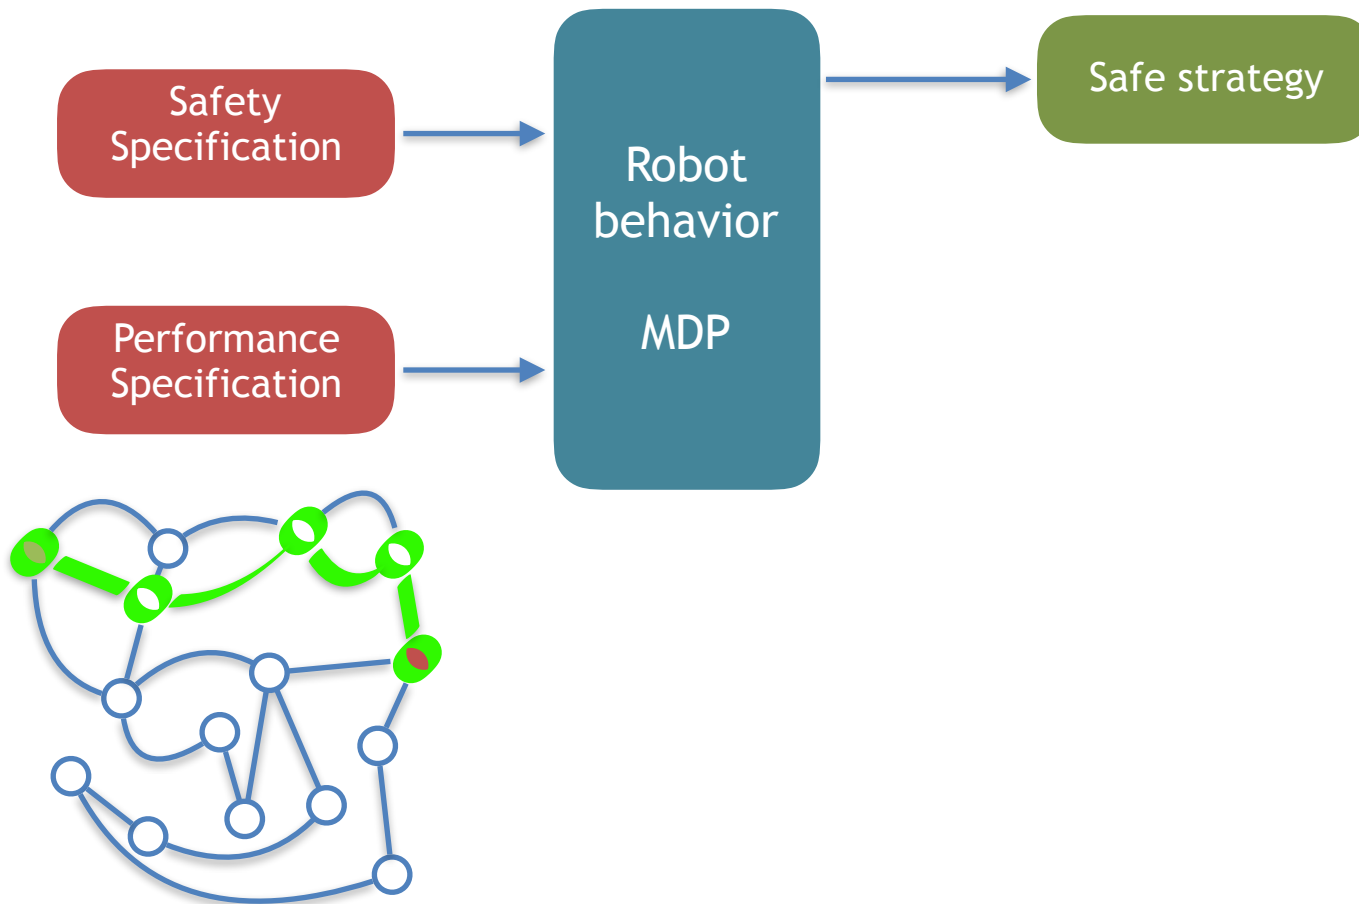 Safety
Specification
Performance
Specification
Robot
behavior
MDP
Safe strategy